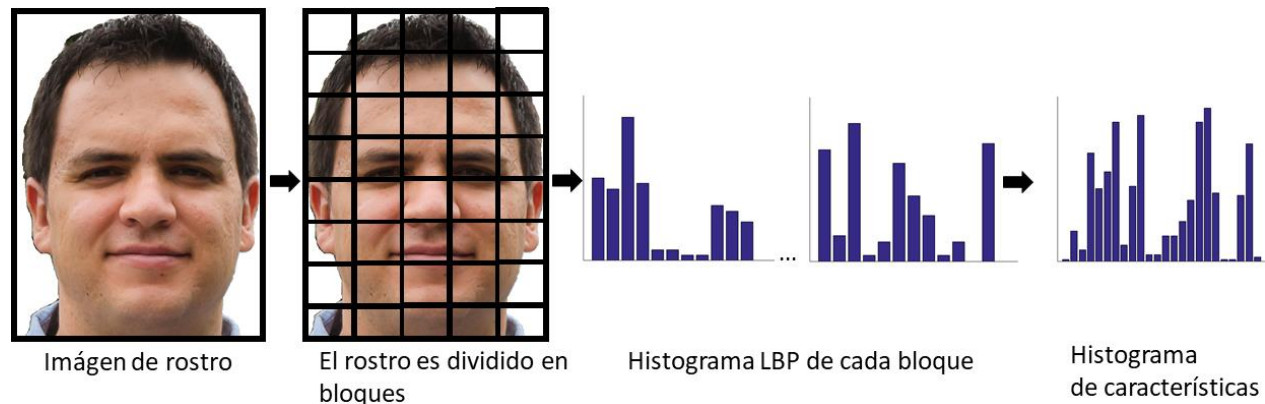 ...
Imágen de rostro
El rostro es dividido en
bloques
Histograma LBP de cada bloque
Histograma
de características